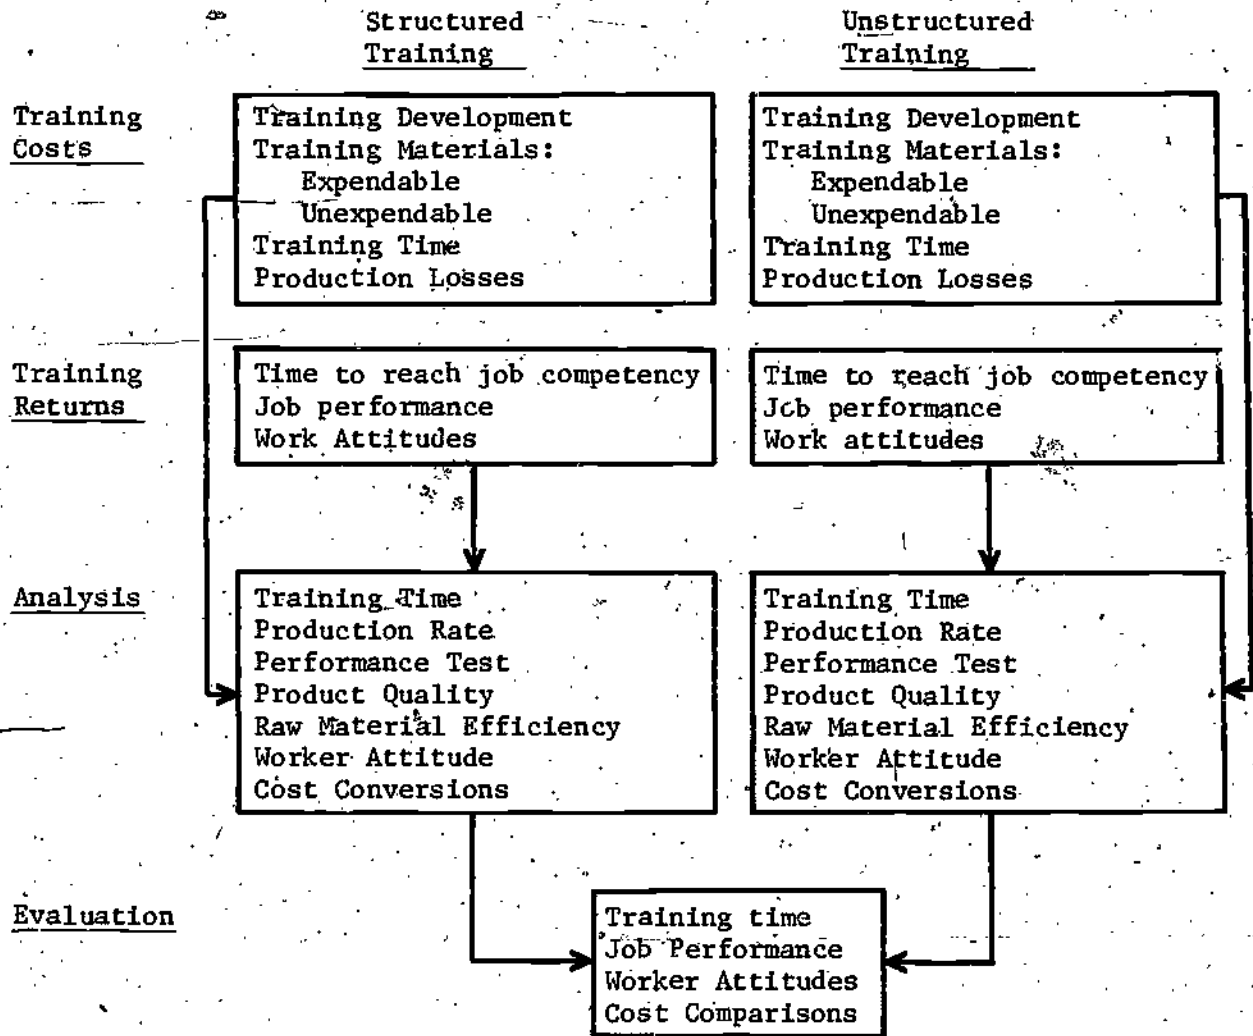 Structured
Training
Unstructured
Training
Training
Costs
Training Development
Training Materials:
Expendable
Unexpendable
Training Time
Production Losses
Training Development
Training Materials:
Expendable
Unexpendable
Training Time
Production Losses
Training
Returns
Time to reach job competency
Job performance
Work Attitudes
Time to reach job competency
Job performance
Work attitudes
Analysis
Training Time
Production Rate
Performance Test
Product Quality
Raw Material Efficiency
Worker Attitude
Cost Conversions
Training Time
Production Rate
Performance Test
Product Quality
Raw Material Efficiency
Worker Attitude
Cost Conversions
Evaluation
Training time
Job Performance
Worker Attitudes
Cost Comparisons